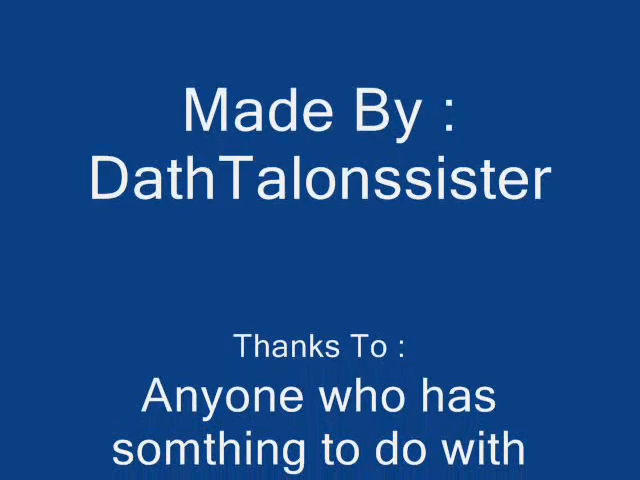 Made By :
DathTalonssister
Thanks To :
Anyone who has
somthing to do with